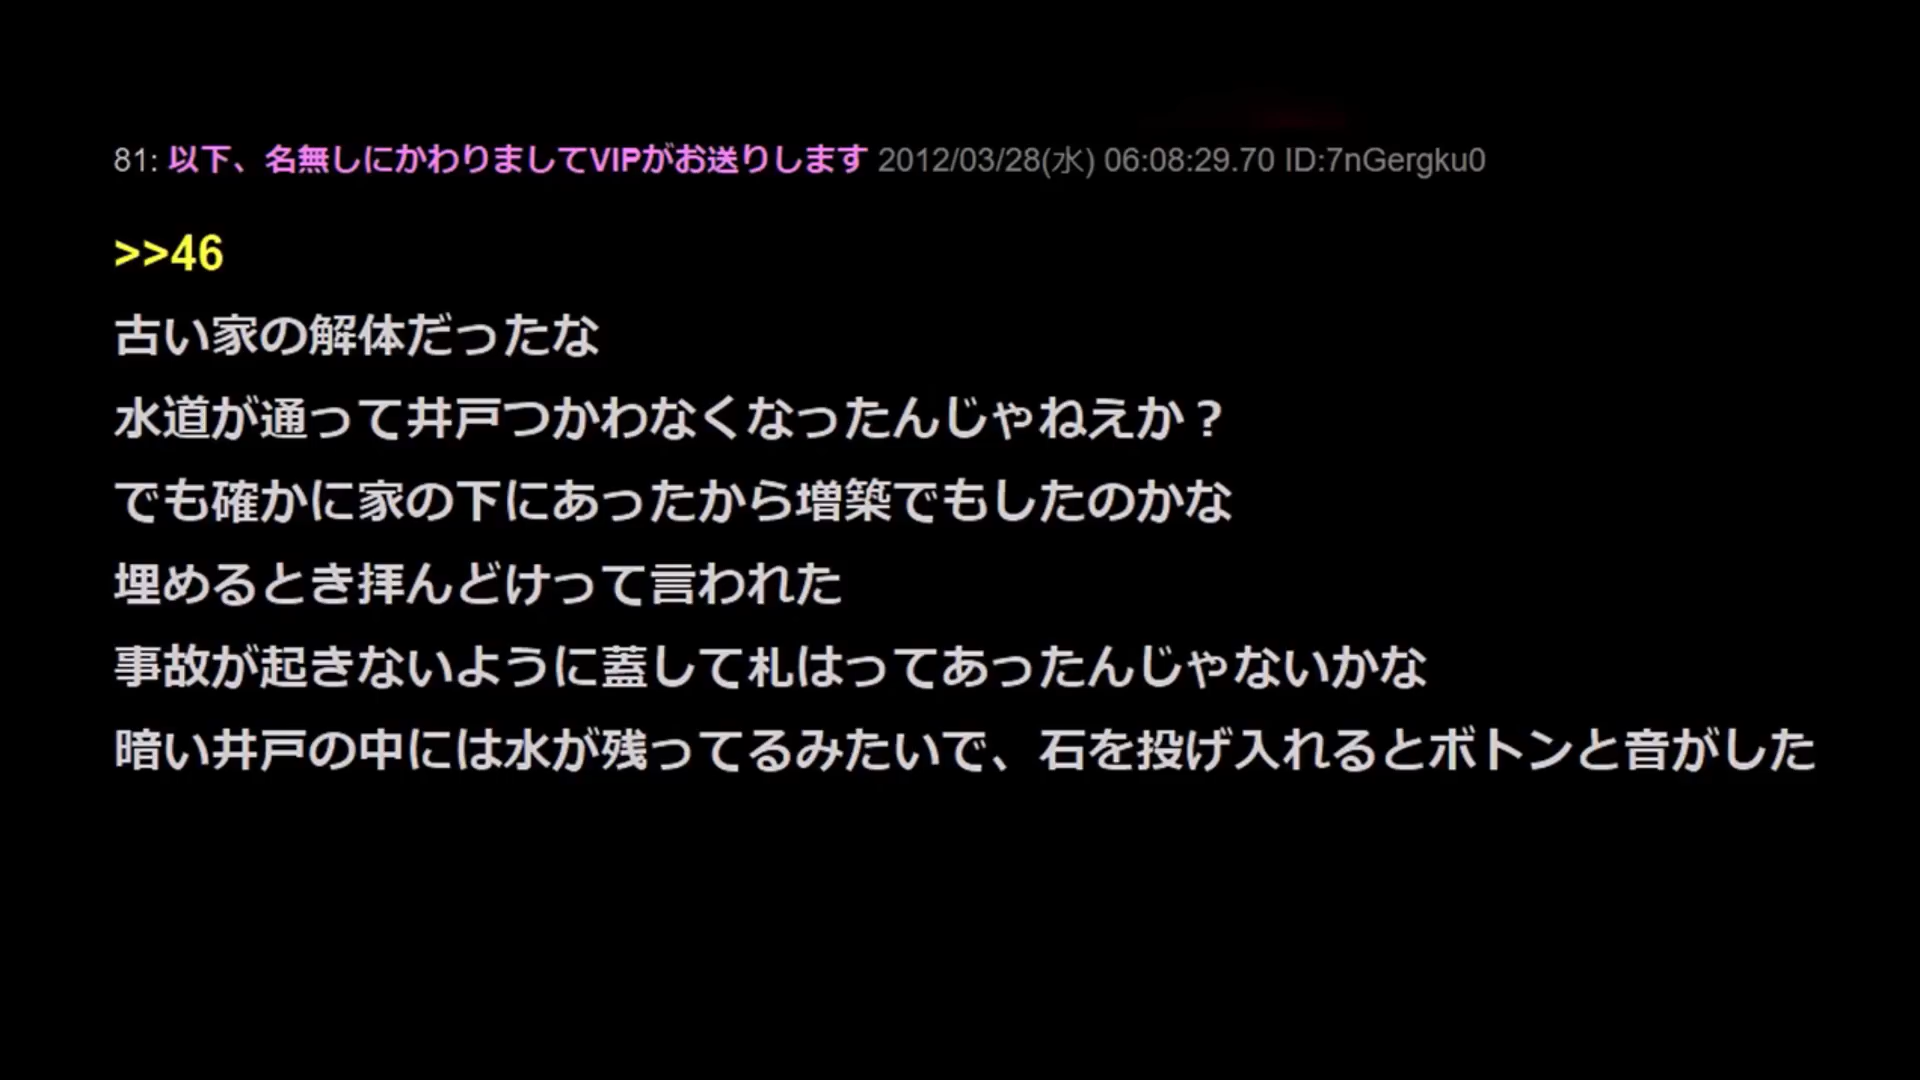 81: 以下、名無しにかわりましてVIPがお送りします 2012/03/28(水) 06:08:29.70 ID:7nGergku0
>>46
古い家の解体だったな
水道が通って井戸つかわなくなったんじゃねえか？
でも確かに家の下にあったから増築でもしたのかな
埋めるとき拝んどけって言われた
事故が起きないように蓋して札はってあったんじゃないかな
暗い井戸の中には水が残ってるみたいで、石を投げ入れるとボトンと音がした